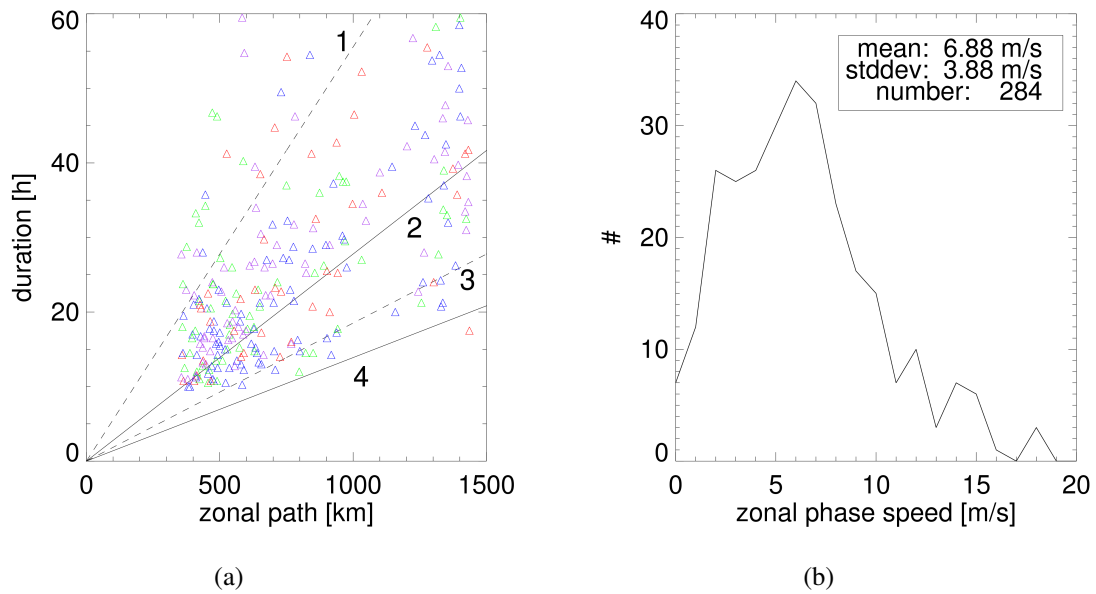 60
40
20
0
duration [h]
1
2
3
4
0
500
1000
1500
zonal path [km]
(a)
40
30
20
10
0
#
mean: 6.88 m/s
stddev: 3.88 m/s
number: 284
0
5
10
15
20
zonal phase speed [m/s]
(b)